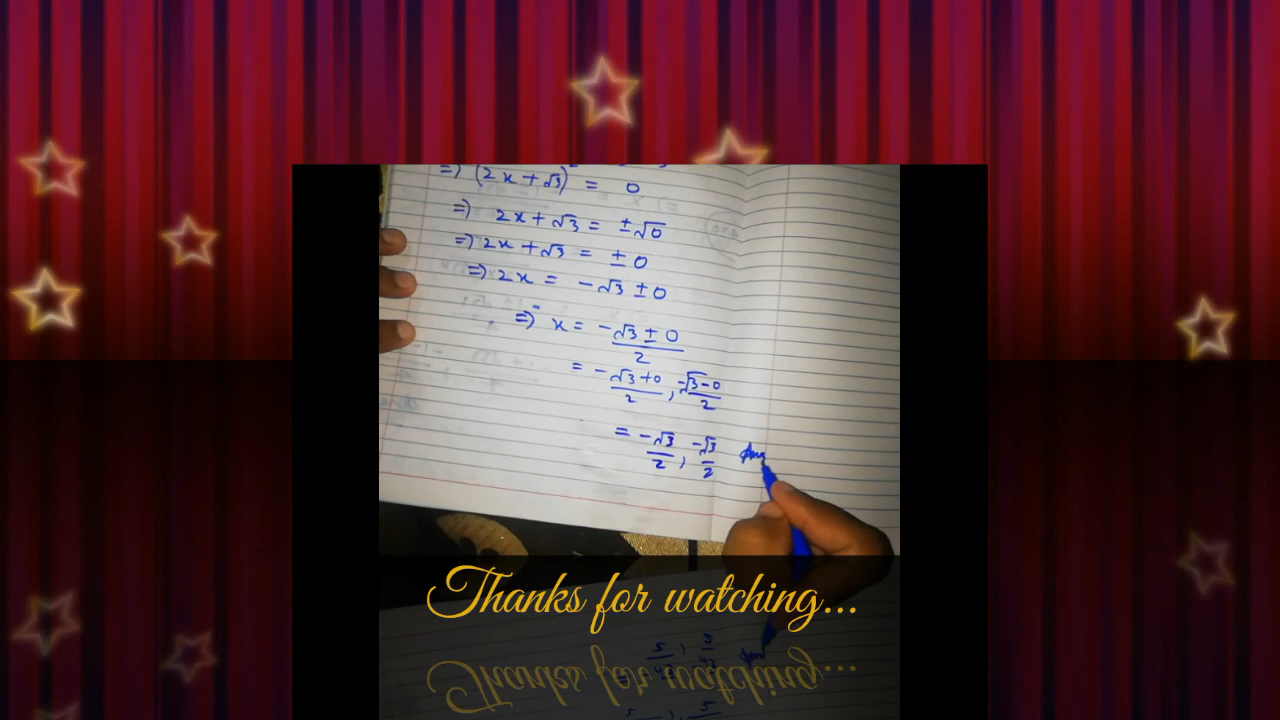 => (2x+√3)² = 0
=> 2x+√3 = ±√0
=> 2x+√3 = ±0
=> 2x = -√3 ± 0
=> x = (-√3 ± 0)/2
= (-√3+0)/2, (-√3-0)/2
= -√3/2, -√3/2 Ans
Thanks for watching...